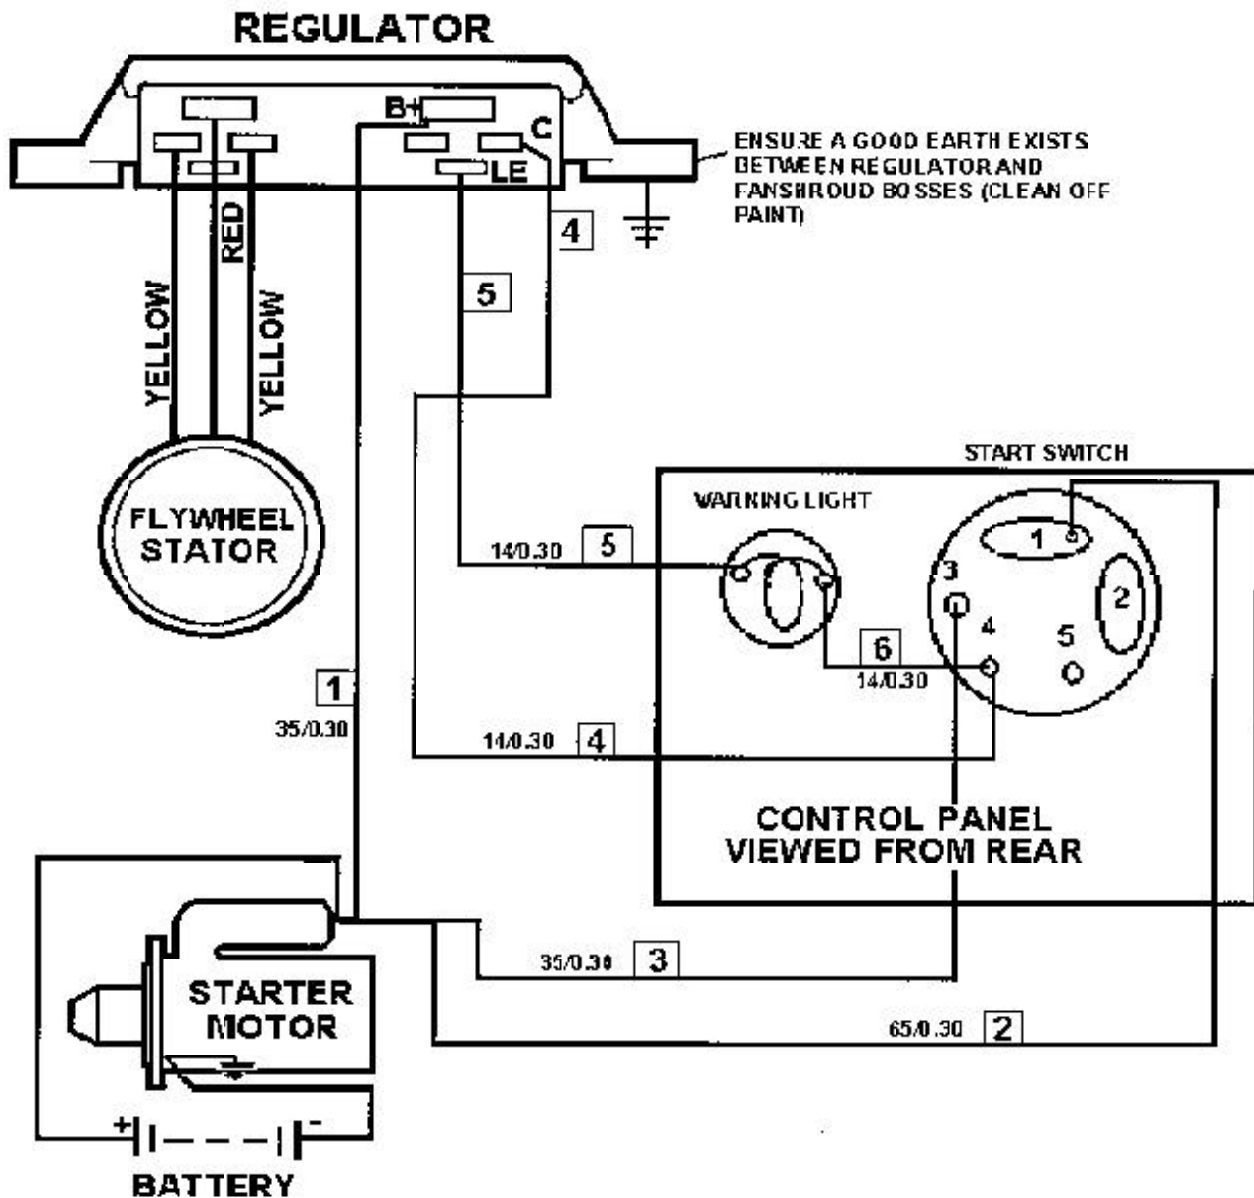 REGULATOR
B+
C
LE
ENSURE A GOOD EARTH EXISTS
BETWEEN REGULATOR AND
FANSHROUD BOSSES (CLEAN OFF
PAINT)
4
5
YELLOW
RED
YELLOW
FLYWHEEL
STATOR
START SWITCH
WARNING LIGHT
14/0.30 5
1
2
3
4
5
6
14/0.30
1
35/0.30
14/0.30 4
CONTROL PANEL
VIEWED FROM REAR
35/0.30 3
STARTER
MOTOR
65/0.30 2
+ -
BATTERY